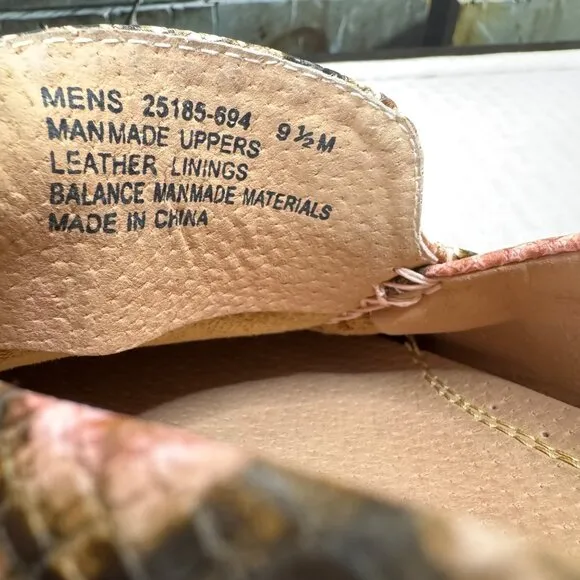 MENS 25185-694 9 ½ M
MANMADE UPPERS
LEATHER LININGS
BALANCE MANMADE MATERIALS
MADE IN CHINA